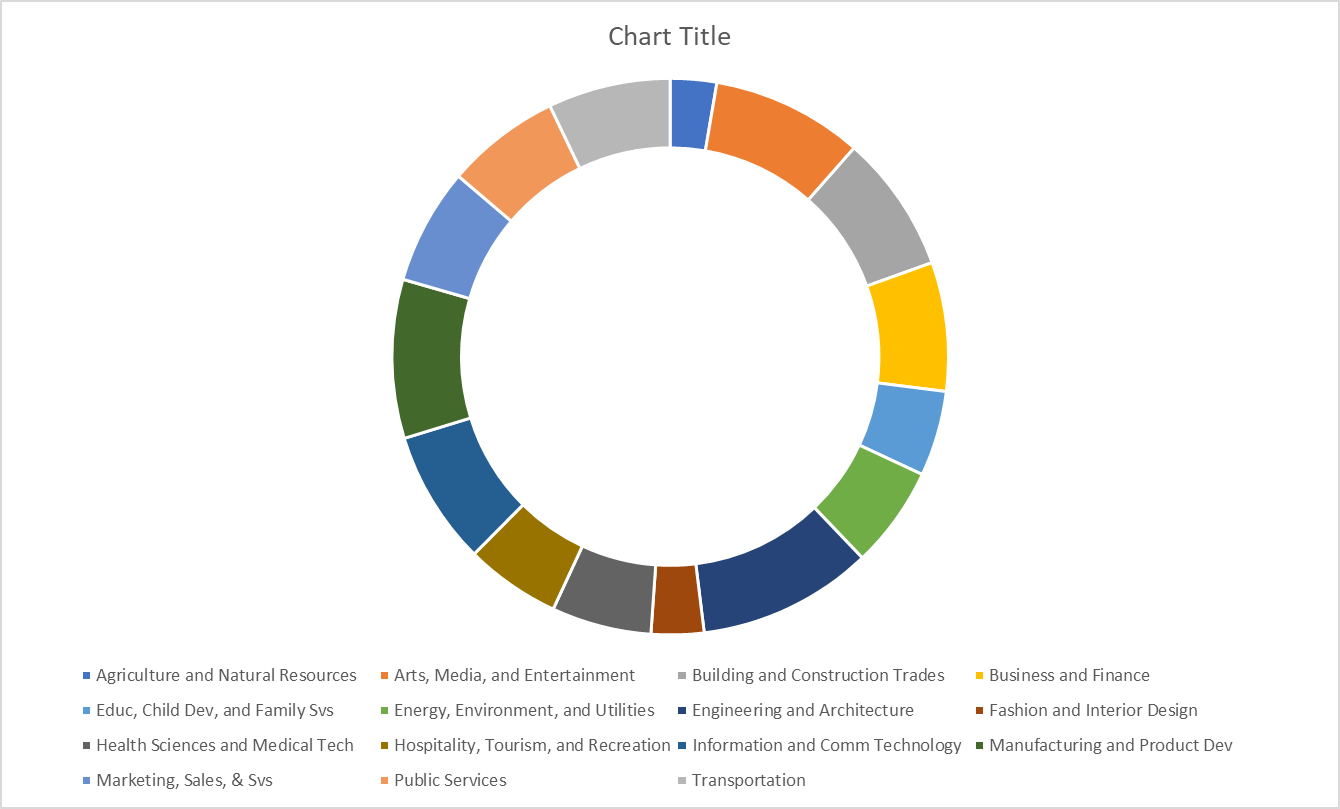 Chart Title
Agriculture and Natural Resources
Arts, Media, and Entertainment
Building and Construction Trades
Business and Finance
Educ, Child Dev, and Family Svs
Energy, Environment, and Utilities
Engineering and Architecture
Fashion and Interior Design
Health Sciences and Medical Tech
Hospitality, Tourism, and Recreation
Information and Comm Technology
Manufacturing and Product Dev
Marketing, Sales, & Svs
Public Services
Transportation